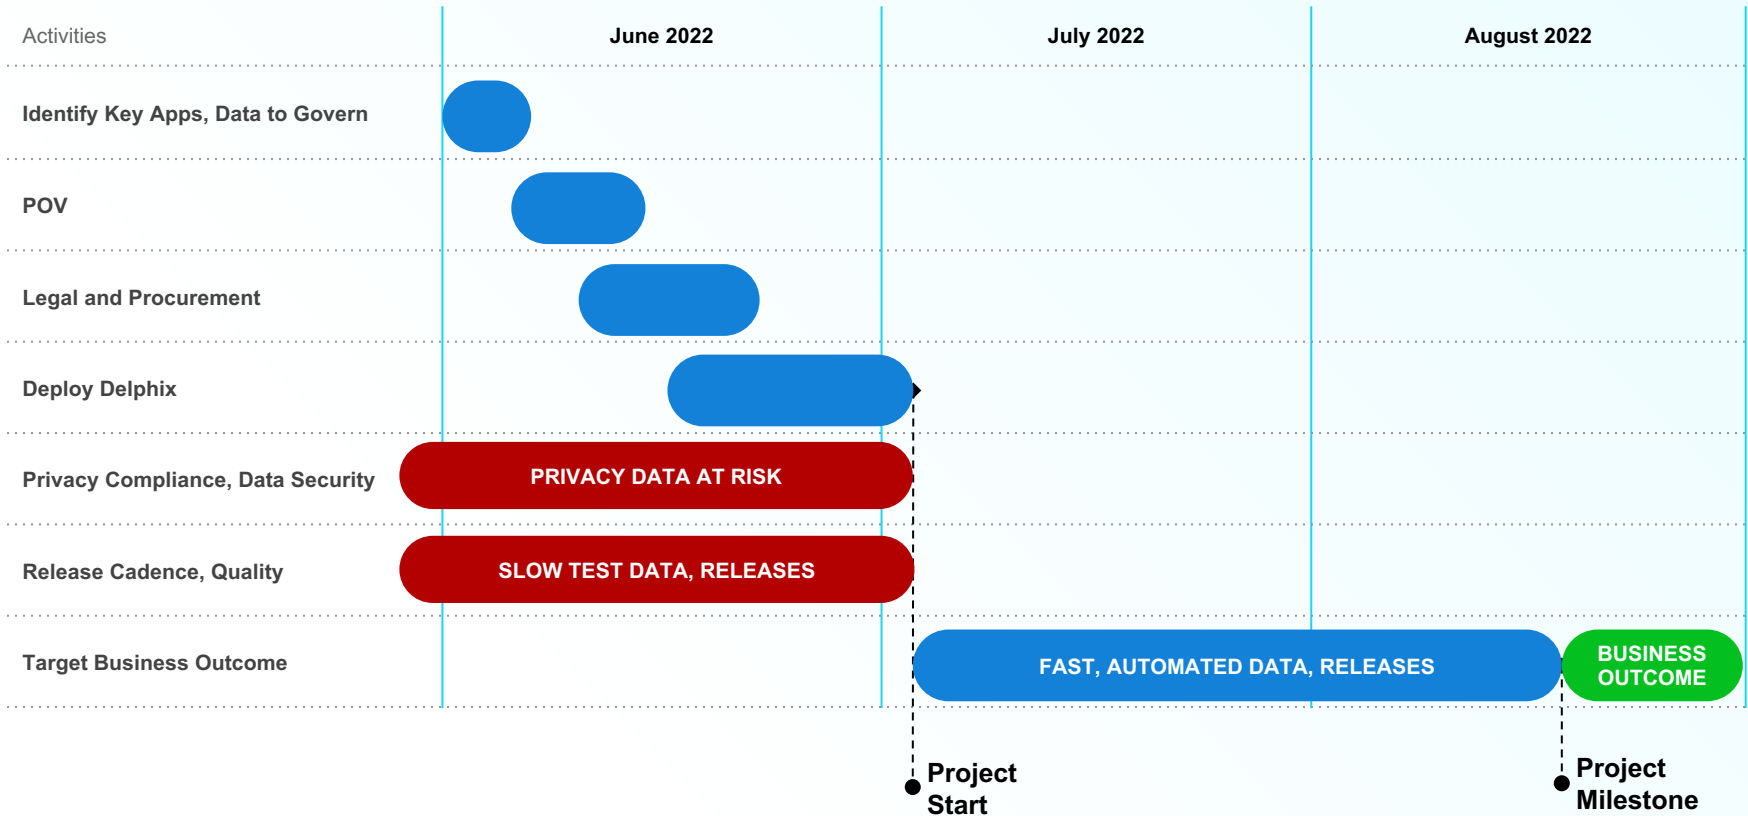 Activities
June 2022
July 2022
August 2022
Identify Key Apps, Data to Govern
POV
Legal and Procurement
Deploy Delphix
Privacy Compliance, Data Security
PRIVACY DATA AT RISK
Release Cadence, Quality
SLOW TEST DATA, RELEASES
Target Business Outcome
FAST, AUTOMATED DATA, RELEASES
BUSINESS
OUTCOME
Project
Start
Project
Milestone